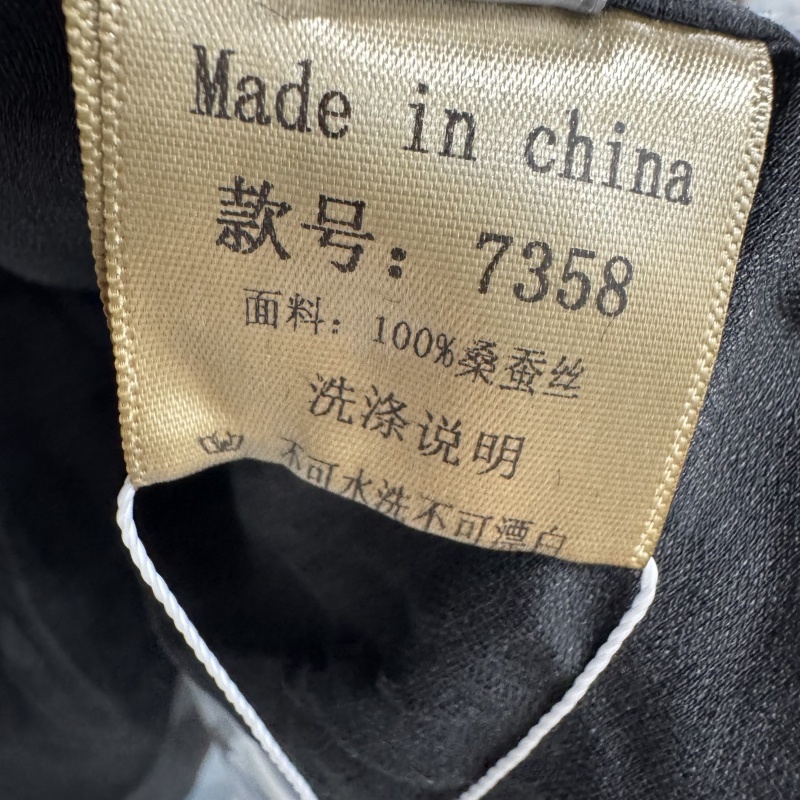 Made in china
款号：7358
面料：100%桑蚕丝
洗涤说明
不可水洗不可漂白